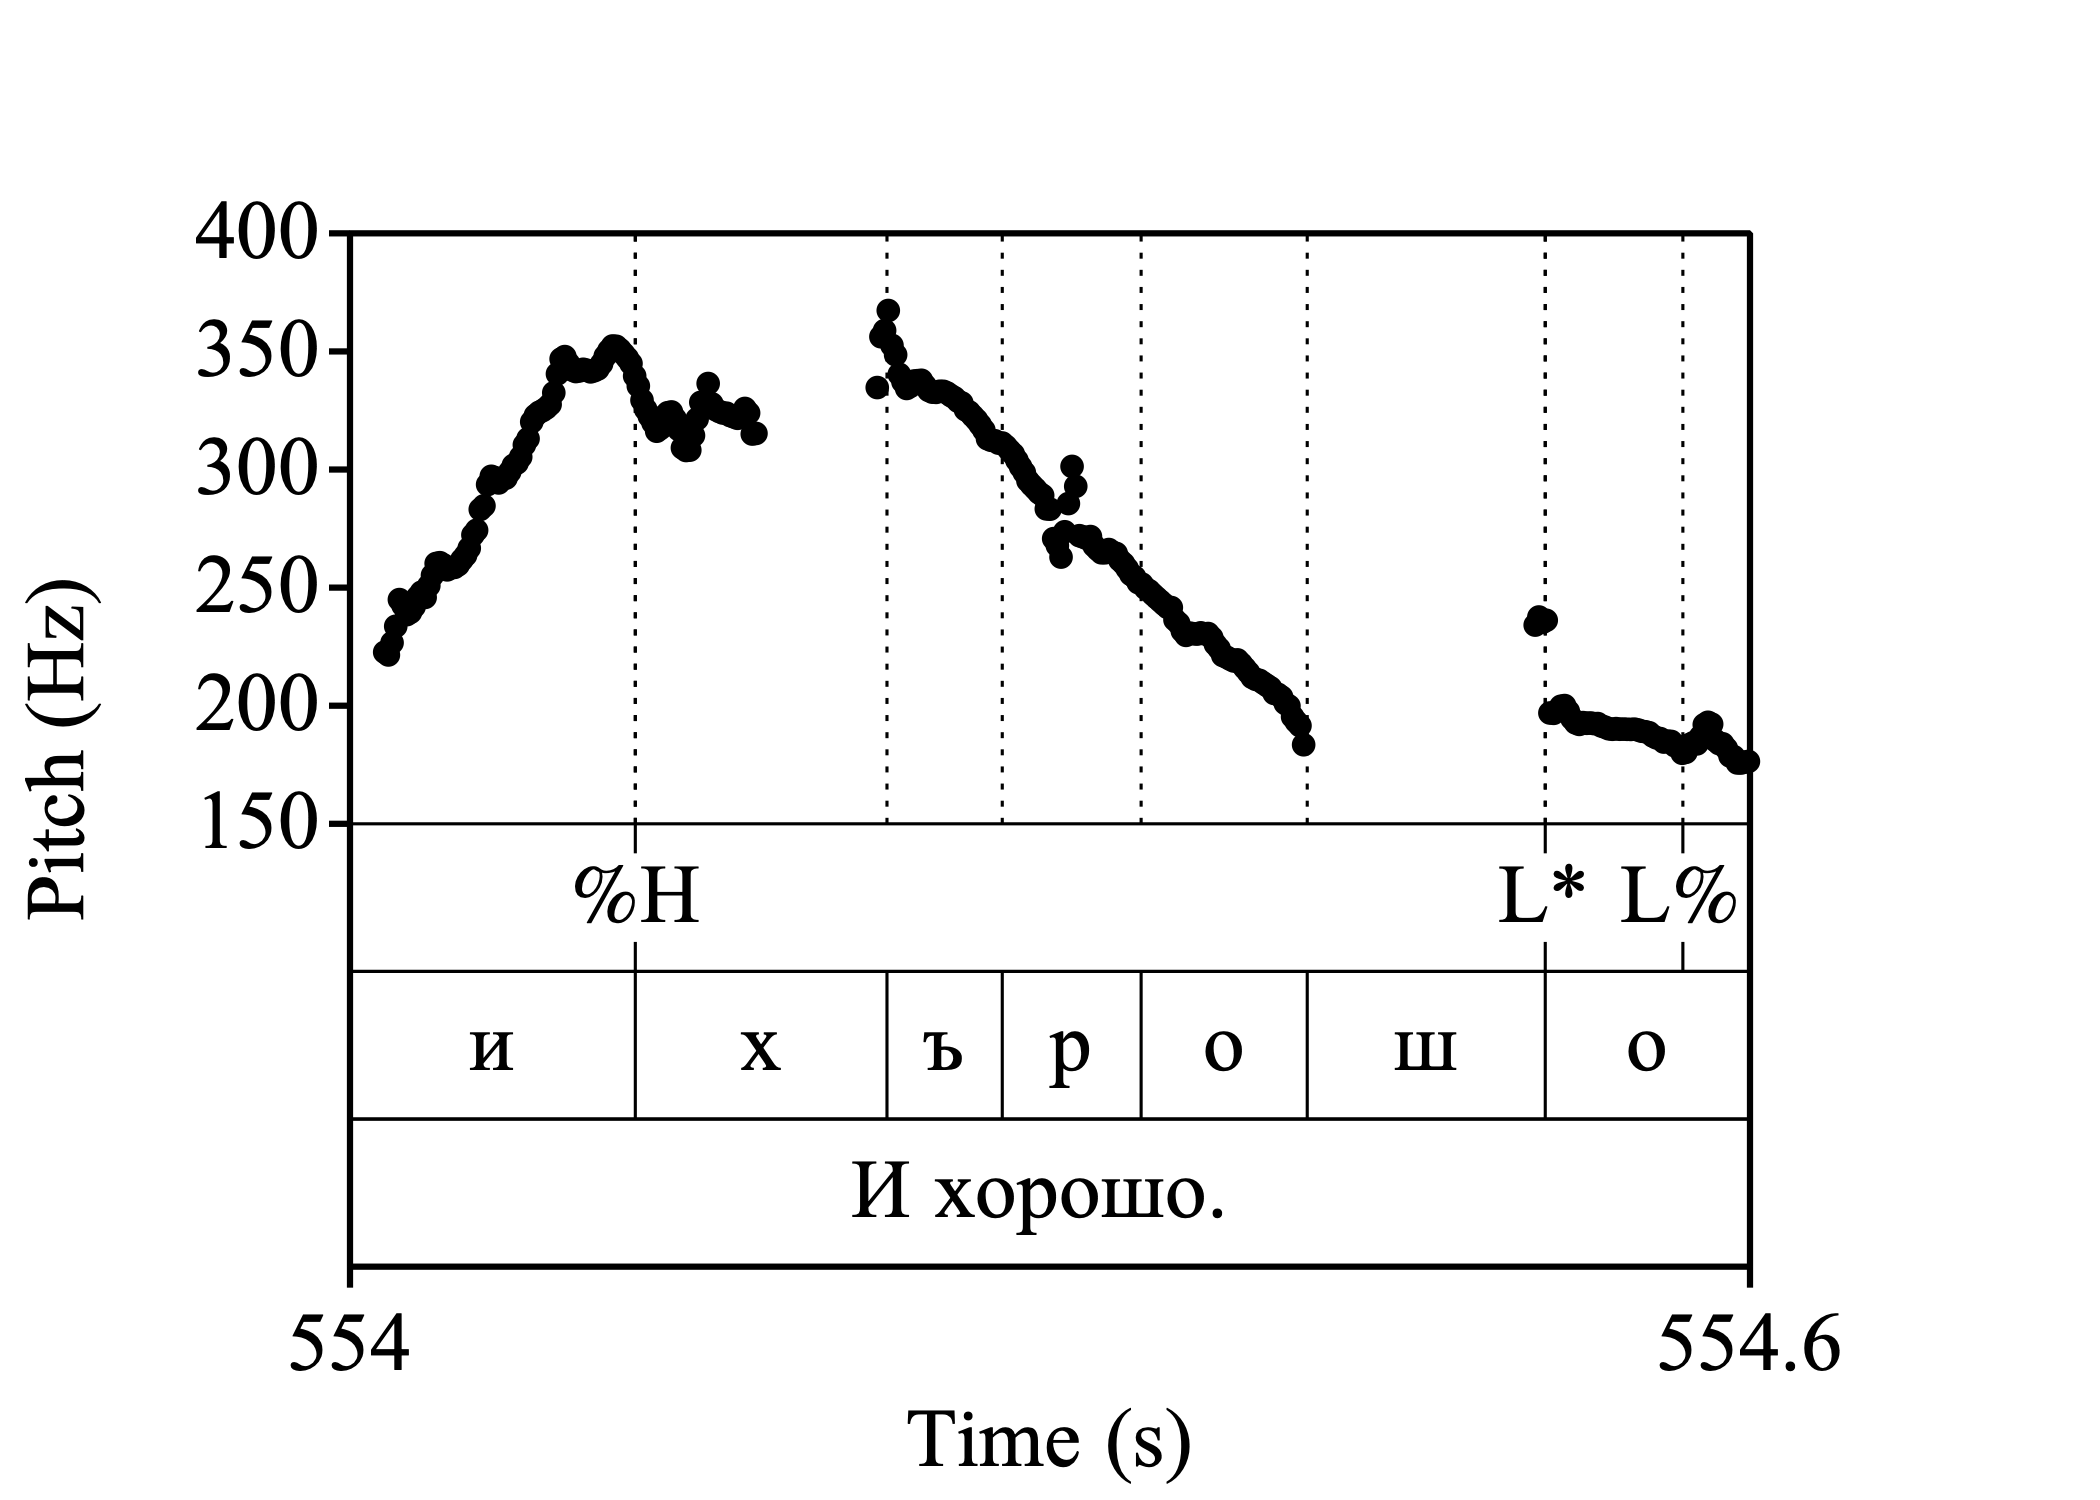 400
350
300
250
200
150
Pitch (Hz)
%H L* L%
и х ъ р о ш о
И хорошо.
554 554.6
Time (s)